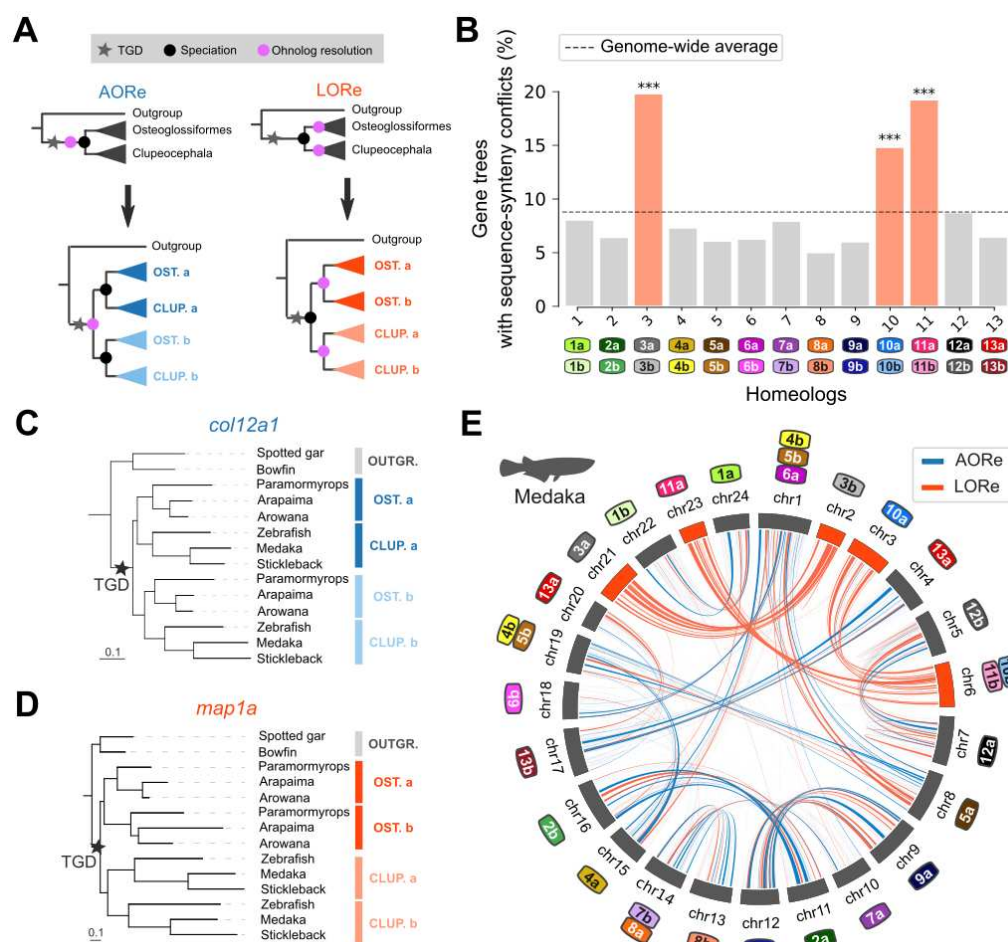 A
TGD
Speciation
Ohnolog resolution
AORe
LORe
Outgroup
Osteoglossiformes
Clupeocephala
Outgroup
Osteoglossiformes
Clupeocephala
Outgroup
OST. a
CLUP. a
OST. b
CLUP. b
Outgroup
OST. a
OST. b
CLUP. a
CLUP. b
B
Gene trees
with sequence-synteny conflicts (%)
Genome-wide average
20
15
10
5
0
***
***
***
1 2 3 4 5 6 7 8 9 10 11 12 13
1a 2a 3a 4a 5a 6a 7a 8a 9a 10a 11a 12a 13a
1b 2b 3b 4b 5b 6b 7b 8b 9b 10b 11b 12b 13b
Homeologs
C
col12a1
Spotted gar
Bowfin
Paramormyrops
Arapaima
Arowana
Zebrafish
Medaka
Stickleback
Paramormyrops
Arapaima
Arowana
Zebrafish
Medaka
Stickleback
OUTGR.
OST. a
CLUP. a
OST. b
CLUP. b
TGD
0.1
D
map1a
Spotted gar
Bowfin
Paramormyrops
Arapaima
Arowana
Paramormyrops
Arapaima
Arowana
Zebrafish
Medaka
Stickleback
Zebrafish
Medaka
Stickleback
OUTGR.
OST. a
OST. b
CLUP. a
CLUP. b
TGD
0.1
E
Medaka
AORe
LORe
4b
5b
6a
chr1
3b
chr2
10a
chr3
13a
chr4
12b
chr5
11b
chr6
12a
chr7
5a
chr8
9a
chr9
7a
chr10
2a
chr11
chr12
8b
chr13
7b
8a
chr14
4a
chr15
2b
chr16
13b
chr17
6b
chr18
4b
5b
chr19
13a
chr20
3a
chr21
1b
chr22
11a
chr23
1a
chr24